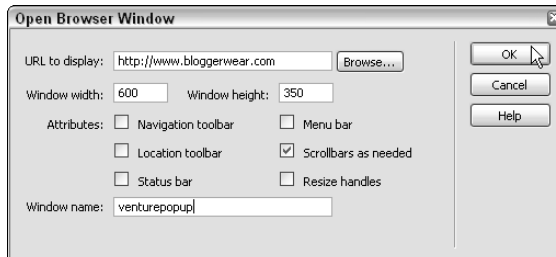 Open Browser Window
URL to display: http://www.bloggerwear.com Browse... OK
Window width: 600 Window height: 350 Cancel
Attributes: Navigation toolbar Menu bar Help
Location toolbar Scrollbars as needed
Status bar Resize handles
Window name: venturepopup